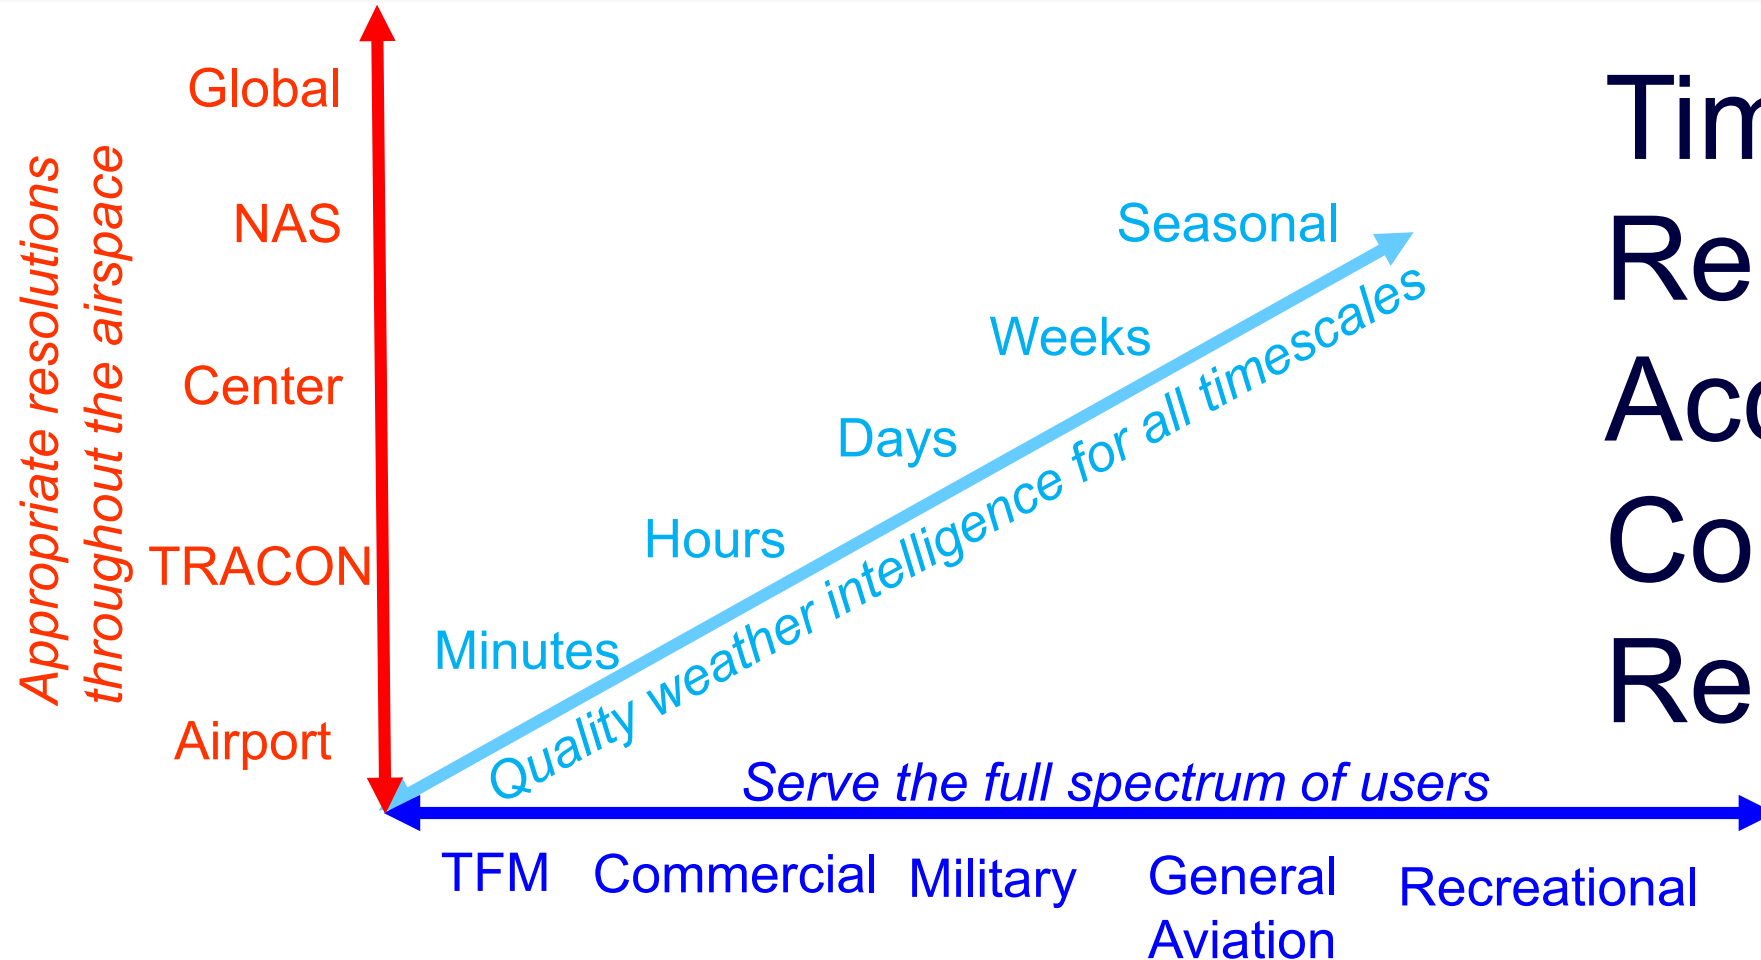 Global
NAS
Center
TRACON
Airport
Appropriate resolutions
throughout the airspace
Seasonal
Weeks
Days
Hours
Minutes
Quality weather intelligence for all timescales
Serve the full spectrum of users
TFM
Commercial
Military
General
Aviation
Recreational